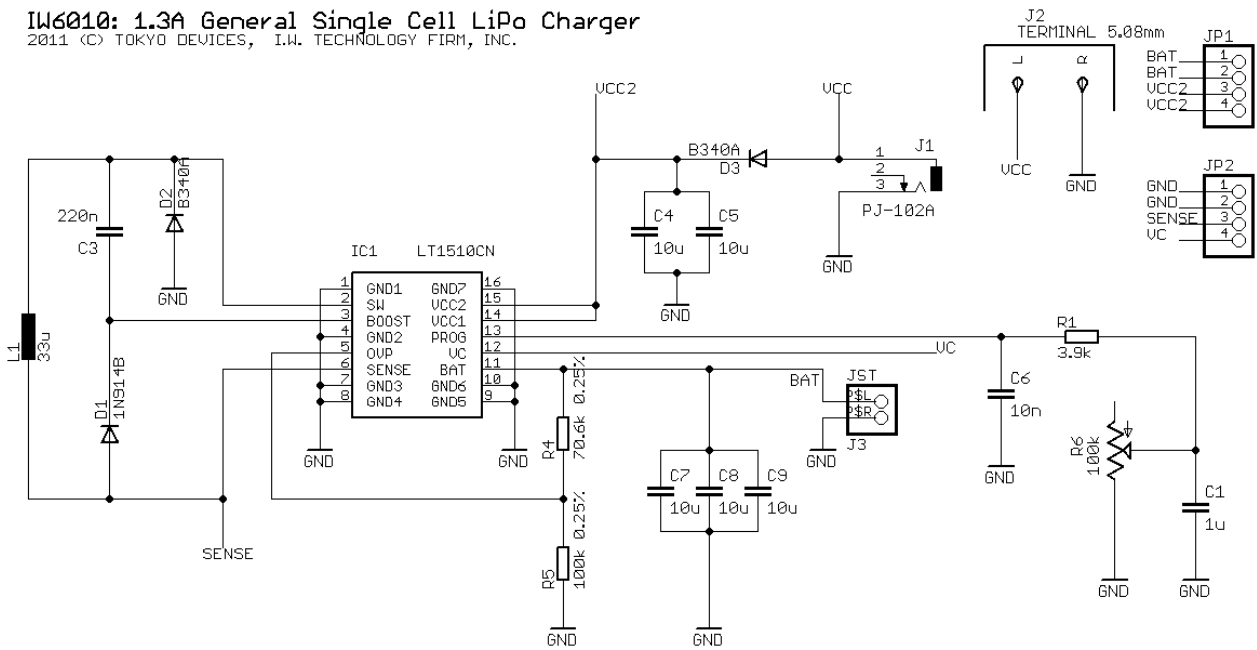 IW6010: 1.3A General Single Cell LiPo Charger
2011 (C) TOKYO DEVICES, I.W. TECHNOLOGY FIRM, INC.
J2
TERMINAL 5.08mm
L
R
VCC
GND
JP1
BAT 1
BAT 2
VCC2 3
VCC2 4
JP2
GND 1
GND 2
SENSE 3
VC 4
VCC2
VCC
B340A
D3
J1
1
2
3
PJ-102A
GND
C4
10u
C5
10u
GND
220n
C3
D2
B340A
GND
L1
33u
D1
1N914B
SENSE
IC1 LT1510CN
1 GND1 GND7 16
2 SW VCC2 15
3 BOOST VCC1 14
4 GND2 PROG 13
5 OVP VC 12
6 SENSE BAT 11
7 GND3 GND6 10
8 GND4 GND5 9
GND
GND
VC
R4
70.6k 0.25%
R5
100k 0.25%
GND
BAT
JST
P$L
P$R
J3
GND
C7
10u
C8
10u
C9
10u
GND
R1
3.9k
C6
10n
GND
R6
100k
GND
C1
1u
GND